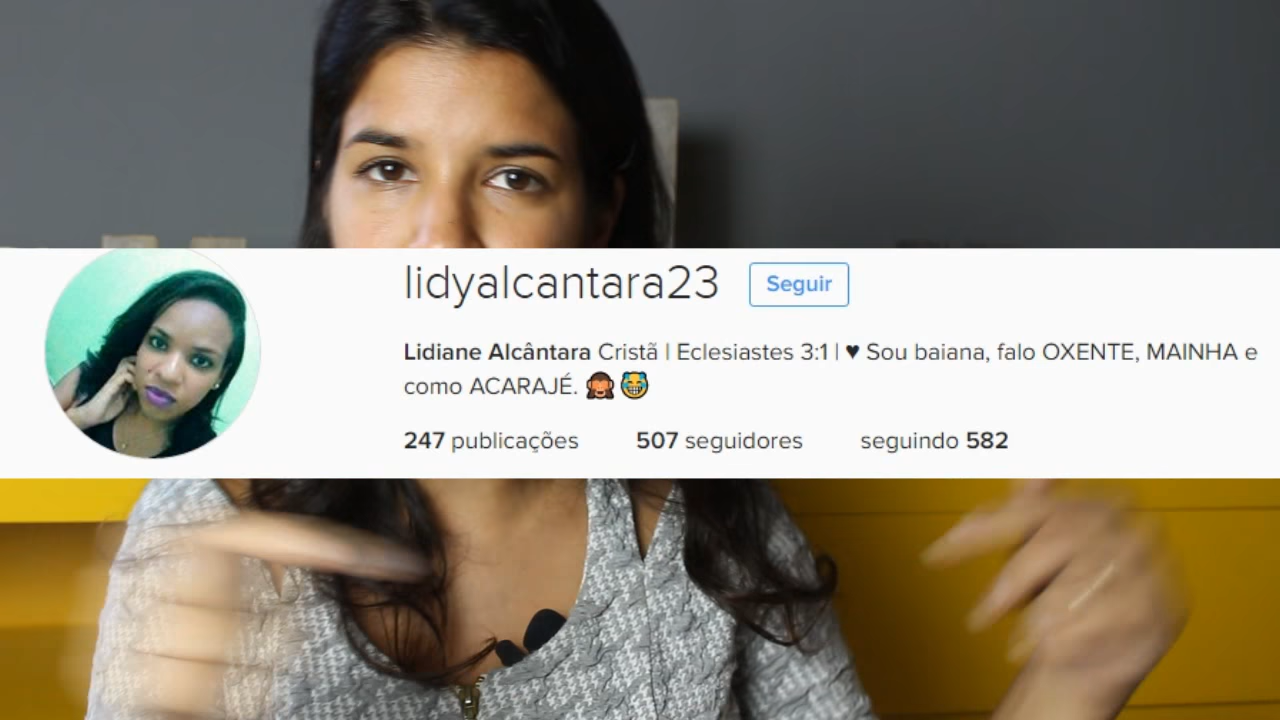 lidyalcantara23 Seguir
Lidiane Alcântara Cristã | Eclesiastes 3:1 | ♥ Sou baiana, falo OXENTE, MAINHA e
como ACARAJÉ. 🙈😹
247 publicações 507 seguidores seguindo 582